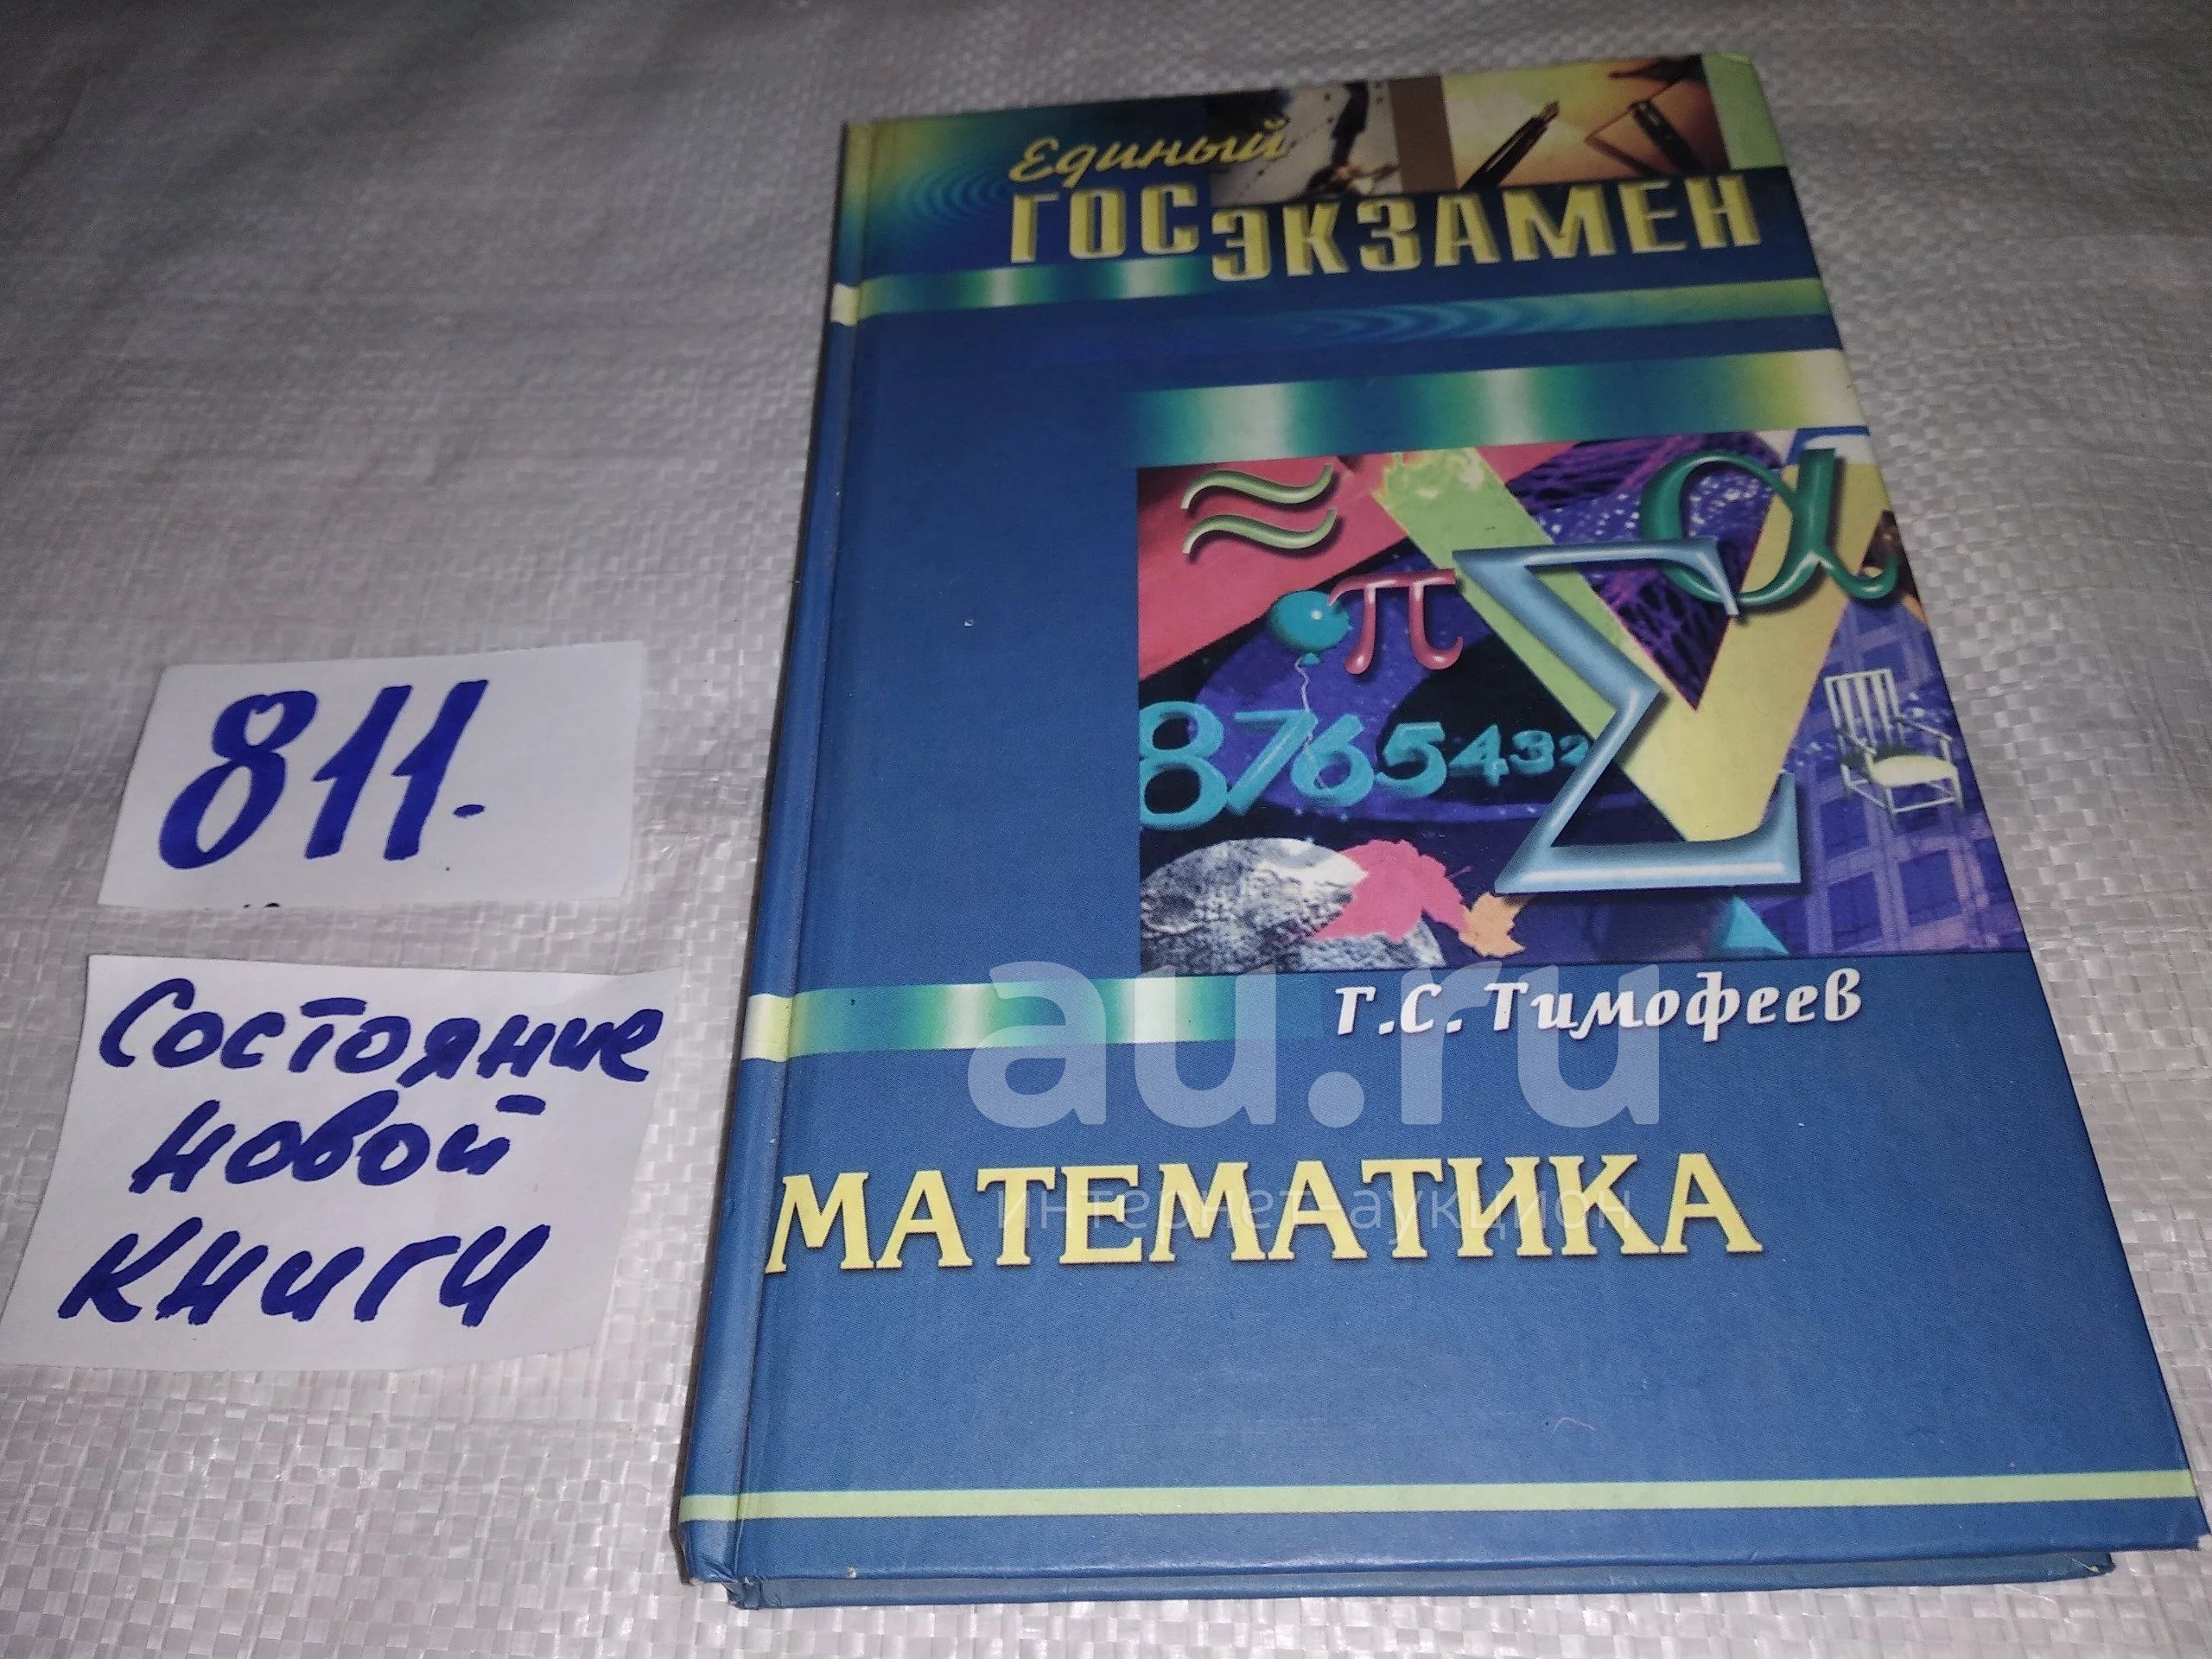 Единый
ГОСЭКЗАМЕН
≈
α
π
Σ
8765432
Г.С. Тимофеев
МАТЕМАТИКА
811.
Состояние
новой
книги
au.ru
интернет-аукцион